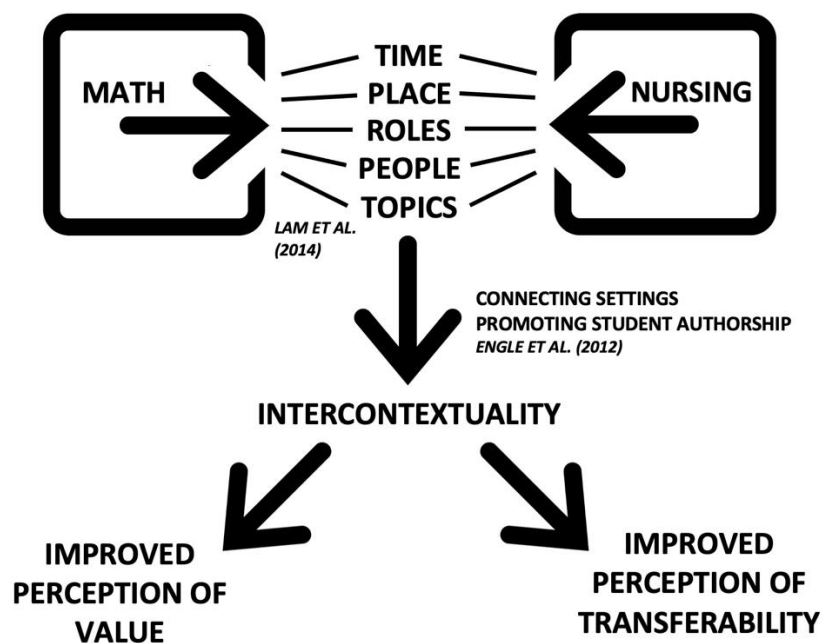 MATH
TIME
PLACE
ROLES
PEOPLE
TOPICS
NURSING
LAM ET AL.
(2014)
CONNECTING SETTINGS
PROMOTING STUDENT AUTHORSHIP
ENGLE ET AL. (2012)
INTERCONTEXTUALITY
IMPROVED
PERCEPTION OF
VALUE
IMPROVED
PERCEPTION OF
TRANSFERABILITY